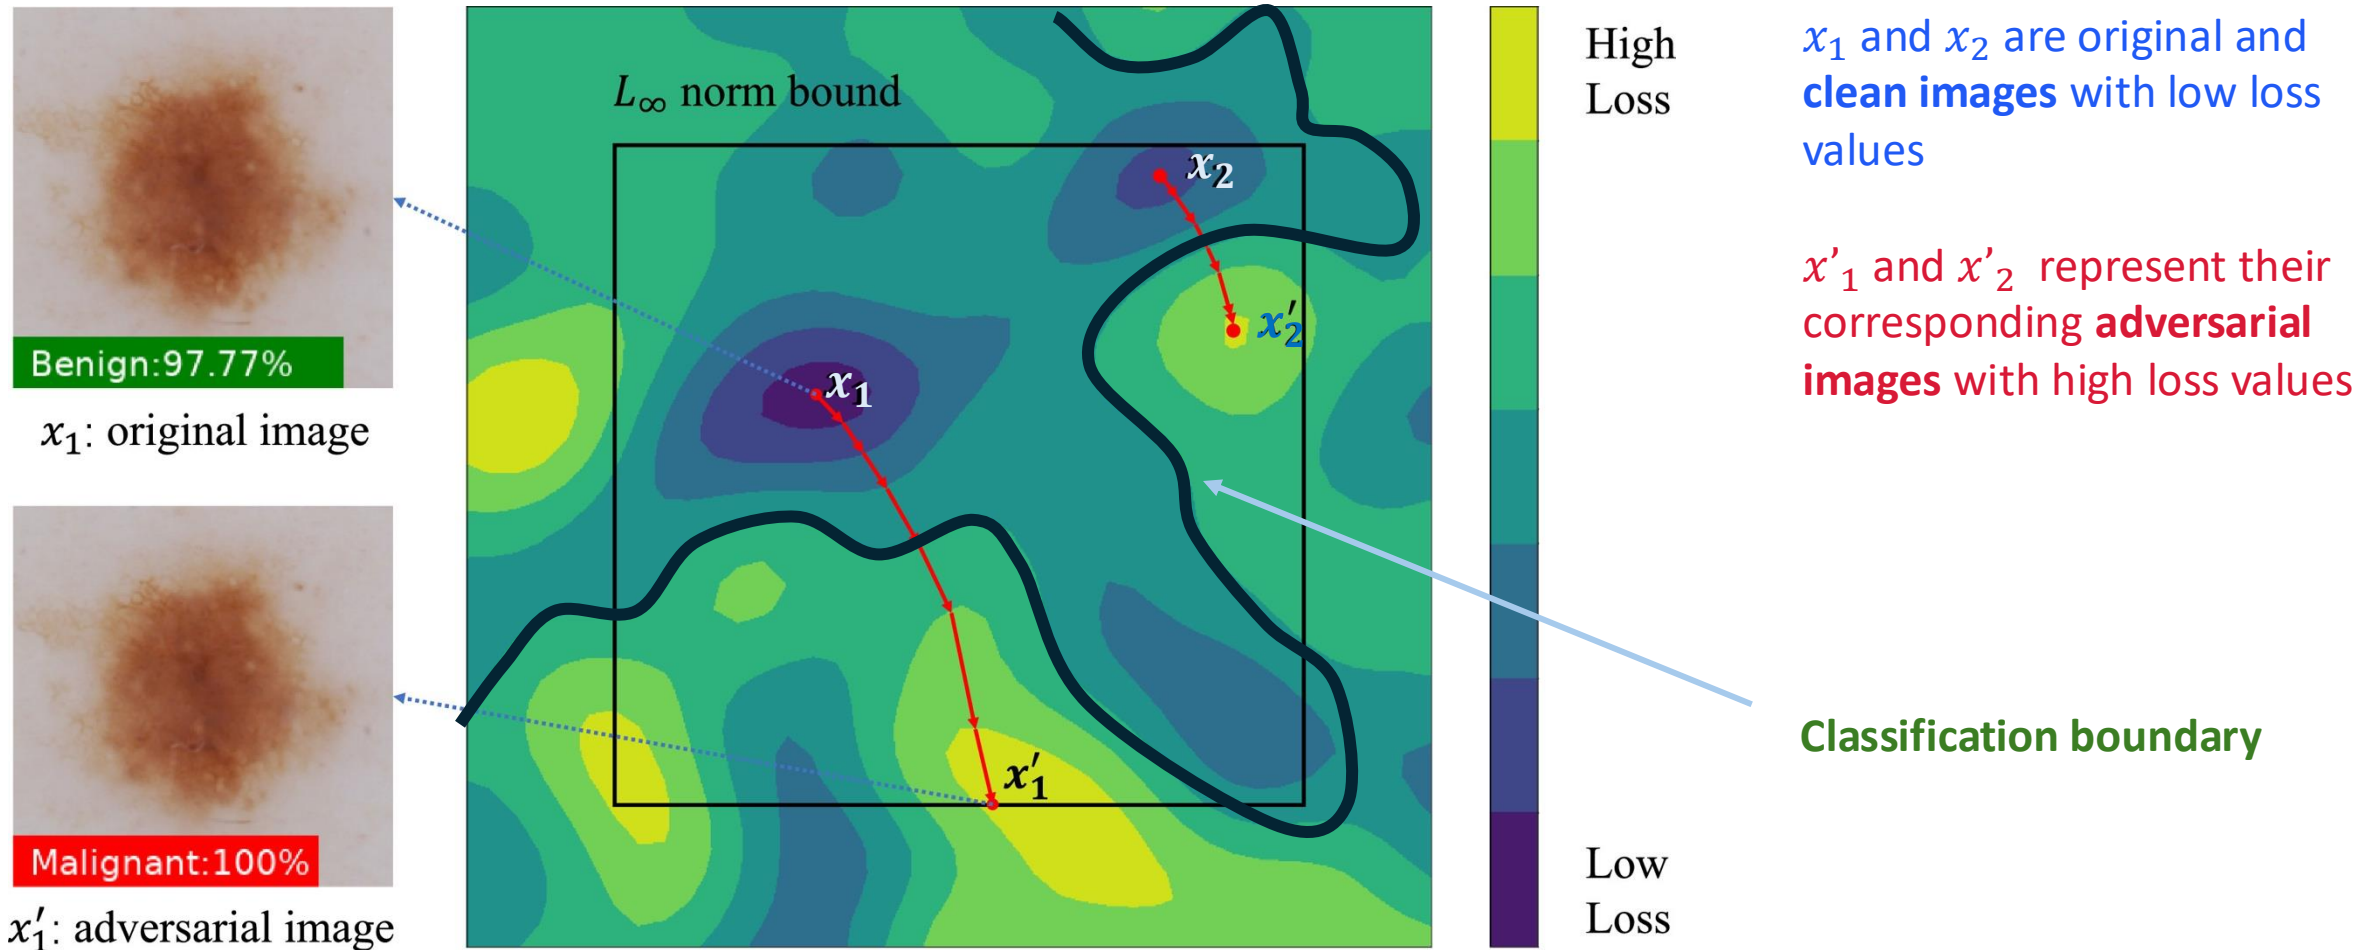 Benign:97.77%
x₁: original image
Malignant:100%
x′₁: adversarial image
L∞ norm bound
x₂
x′₂
x₁
x′₁
High
Loss
Low
Loss
x₁ and x₂ are original and
clean images with low loss
values
x’₁ and x’₂ represent their
corresponding adversarial
images with high loss values
Classification boundary